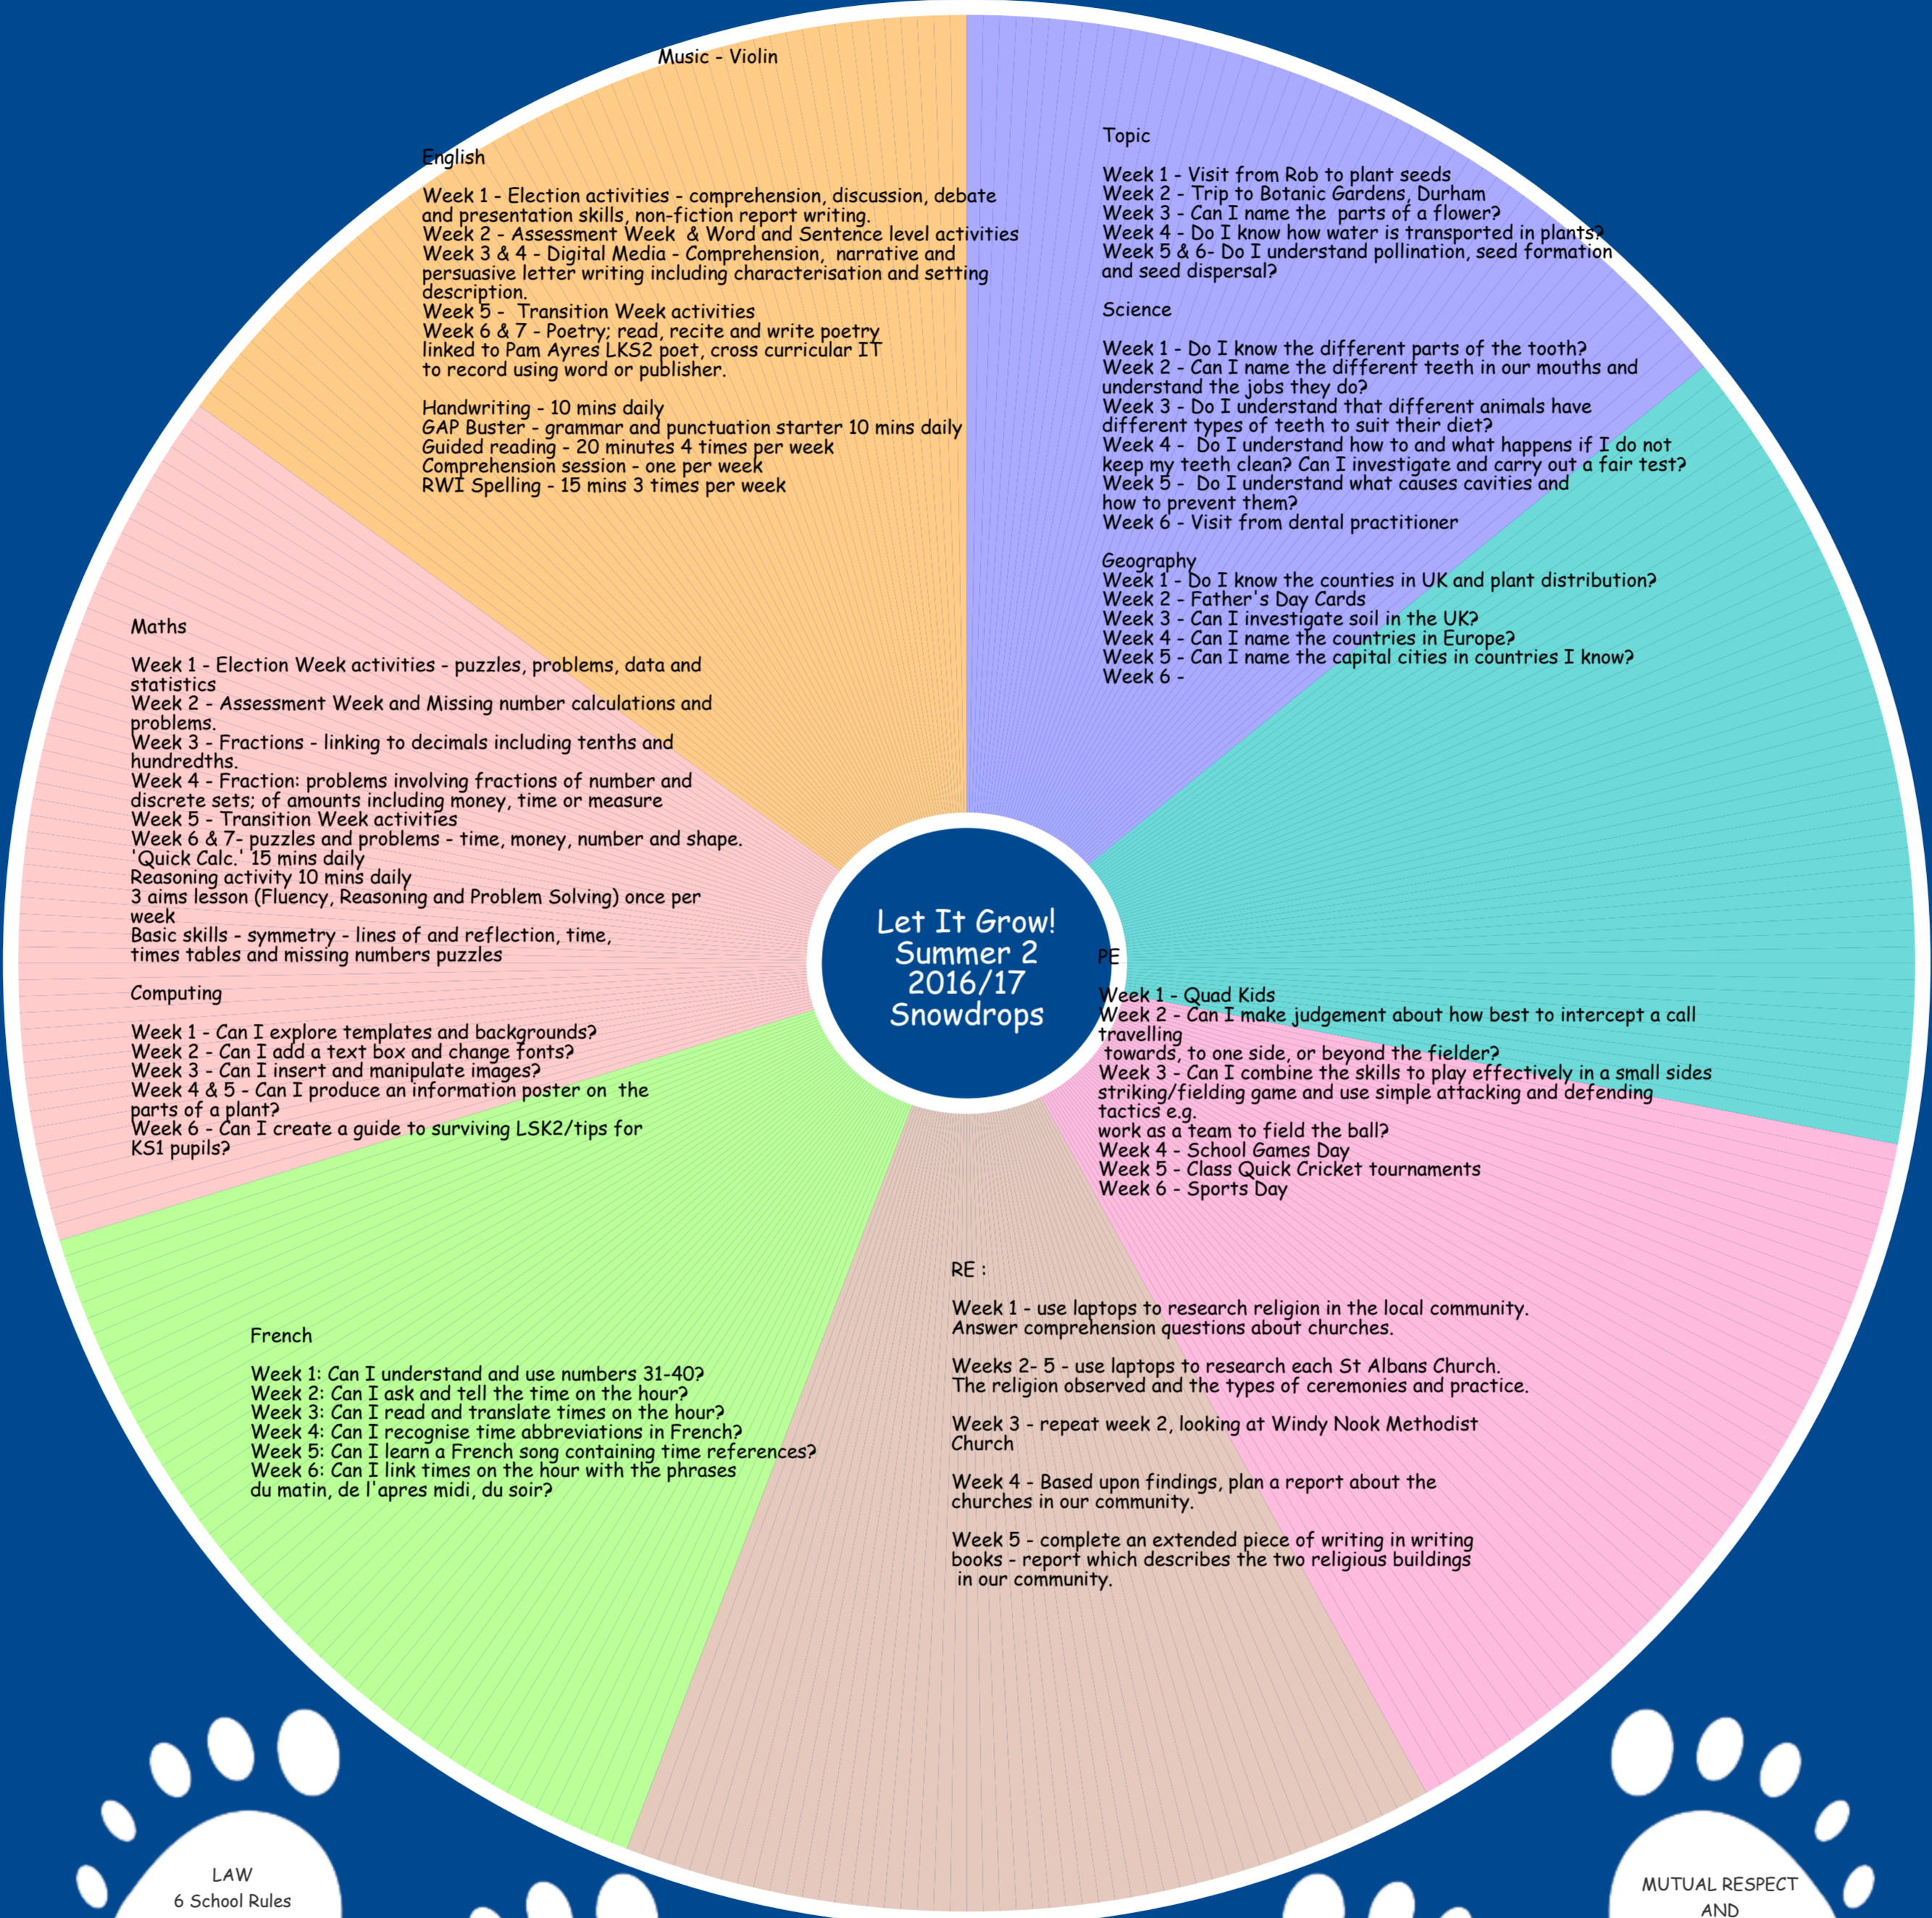 Music - Violin
English
Week 1 - Election activities - comprehension, discussion, debate
and presentation skills, non-fiction report writing.
Week 2 - Assessment Week & Word and Sentence level activities
Week 3 & 4 - Digital Media - Comprehension, narrative and
persuasive letter writing including characterisation and setting
description.
Week 5 - Transition Week activities
Week 6 & 7 - Poetry; read, recite and write poetry
linked to Pam Ayres LKS2 poet, cross curricular IT
to record using word or publisher.
Handwriting - 10 mins daily
GAP Buster - grammar and punctuation starter 10 mins daily
Guided reading - 20 minutes 4 times per week
Comprehension session - one per week
RWI Spelling - 15 mins 3 times per week
Topic
Week 1 - Visit from Rob to plant seeds
Week 2 - Trip to Botanic Gardens, Durham
Week 3 - Can I name the parts of a flower?
Week 4 - Do I know how water is transported in plants?
Week 5 & 6- Do I understand pollination, seed formation
and seed dispersal?
Science
Week 1 - Do I know the different parts of the tooth?
Week 2 - Can I name the different teeth in our mouths and
understand the jobs they do?
Week 3 - Do I understand that different animals have
different types of teeth to suit their diet?
Week 4 - Do I understand how to and what happens if I do not
keep my teeth clean? Can I investigate and carry out a fair test?
Week 5 - Do I understand what causes cavities and
how to prevent them?
Week 6 - Visit from dental practitioner
Geography
Week 1 - Do I know the counties in UK and plant distribution?
Week 2 - Father's Day Cards
Week 3 - Can I investigate soil in the UK?
Week 4 - Can I name the countries in Europe?
Week 5 - Can I name the capital cities in countries I know?
Week 6 -
Maths
Week 1 - Election Week activities - puzzles, problems, data and
statistics
Week 2 - Assessment Week and Missing number calculations and
problems.
Week 3 - Fractions - linking to decimals including tenths and
hundredths.
Week 4 - Fraction: problems involving fractions of number and
discrete sets; of amounts including money, time or measure
Week 5 - Transition Week activities
Week 6 & 7- puzzles and problems - time, money, number and shape.
'Quick Calc.' 15 mins daily
Reasoning activity 10 mins daily
3 aims lesson (Fluency, Reasoning and Problem Solving) once per
week
Basic skills - symmetry - lines of and reflection, time,
times tables and missing numbers puzzles
Computing
Week 1 - Can I explore templates and backgrounds?
Week 2 - Can I add a text box and change fonts?
Week 3 - Can I insert and manipulate images?
Week 4 & 5 - Can I produce an information poster on the
parts of a plant?
Week 6 - Can I create a guide to surviving LSK2/tips for
KS1 pupils?
Let It Grow!
Summer 2
2016/17
Snowdrops
PE
Week 1 - Quad Kids
Week 2 - Can I make judgement about how best to intercept a call
travelling
towards, to one side, or beyond the fielder?
Week 3 - Can I combine the skills to play effectively in a small sides
striking/fielding game and use simple attacking and defending
tactics e.g.
work as a team to field the ball?
Week 4 - School Games Day
Week 5 - Class Quick Cricket tournaments
Week 6 - Sports Day
RE :
Week 1 - use laptops to research religion in the local community.
Answer comprehension questions about churches.
Weeks 2- 5 - use laptops to research each St Albans Church.
The religion observed and the types of ceremonies and practice.
Week 3 - repeat week 2, looking at Windy Nook Methodist
Church
Week 4 - Based upon findings, plan a report about the
churches in our community.
Week 5 - complete an extended piece of writing in writing
books - report which describes the two religious buildings
in our community.
French
Week 1: Can I understand and use numbers 31-40?
Week 2: Can I ask and tell the time on the hour?
Week 3: Can I read and translate times on the hour?
Week 4: Can I recognise time abbreviations in French?
Week 5: Can I learn a French song containing time references?
Week 6: Can I link times on the hour with the phrases
du matin, de l'apres midi, du soir?
LAW
6 School Rules
MUTUAL RESPECT
AND